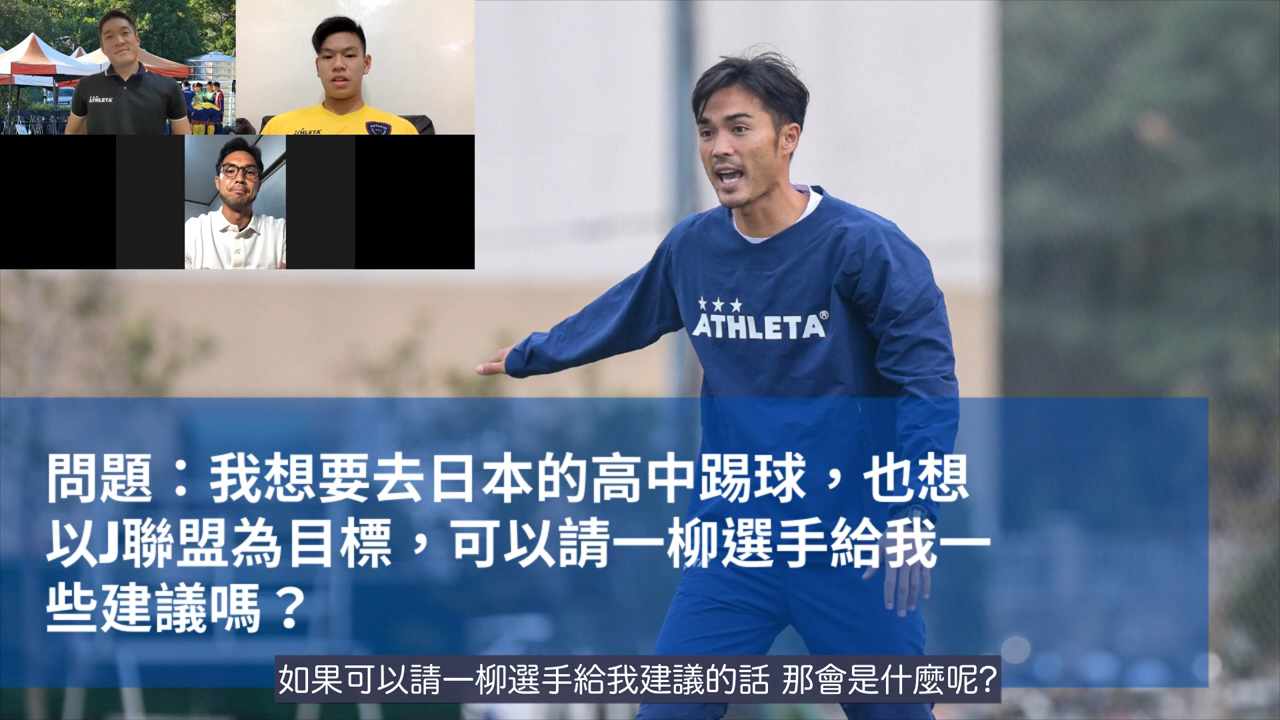 ATHLETA
ATHLETA
ATHLETA®
問題：我想要去日本的高中踢球，也想
以J聯盟為目標，可以請一柳選手給我一
些建議嗎？
如果可以請一柳選手給我建議的話 那會是什麼呢?